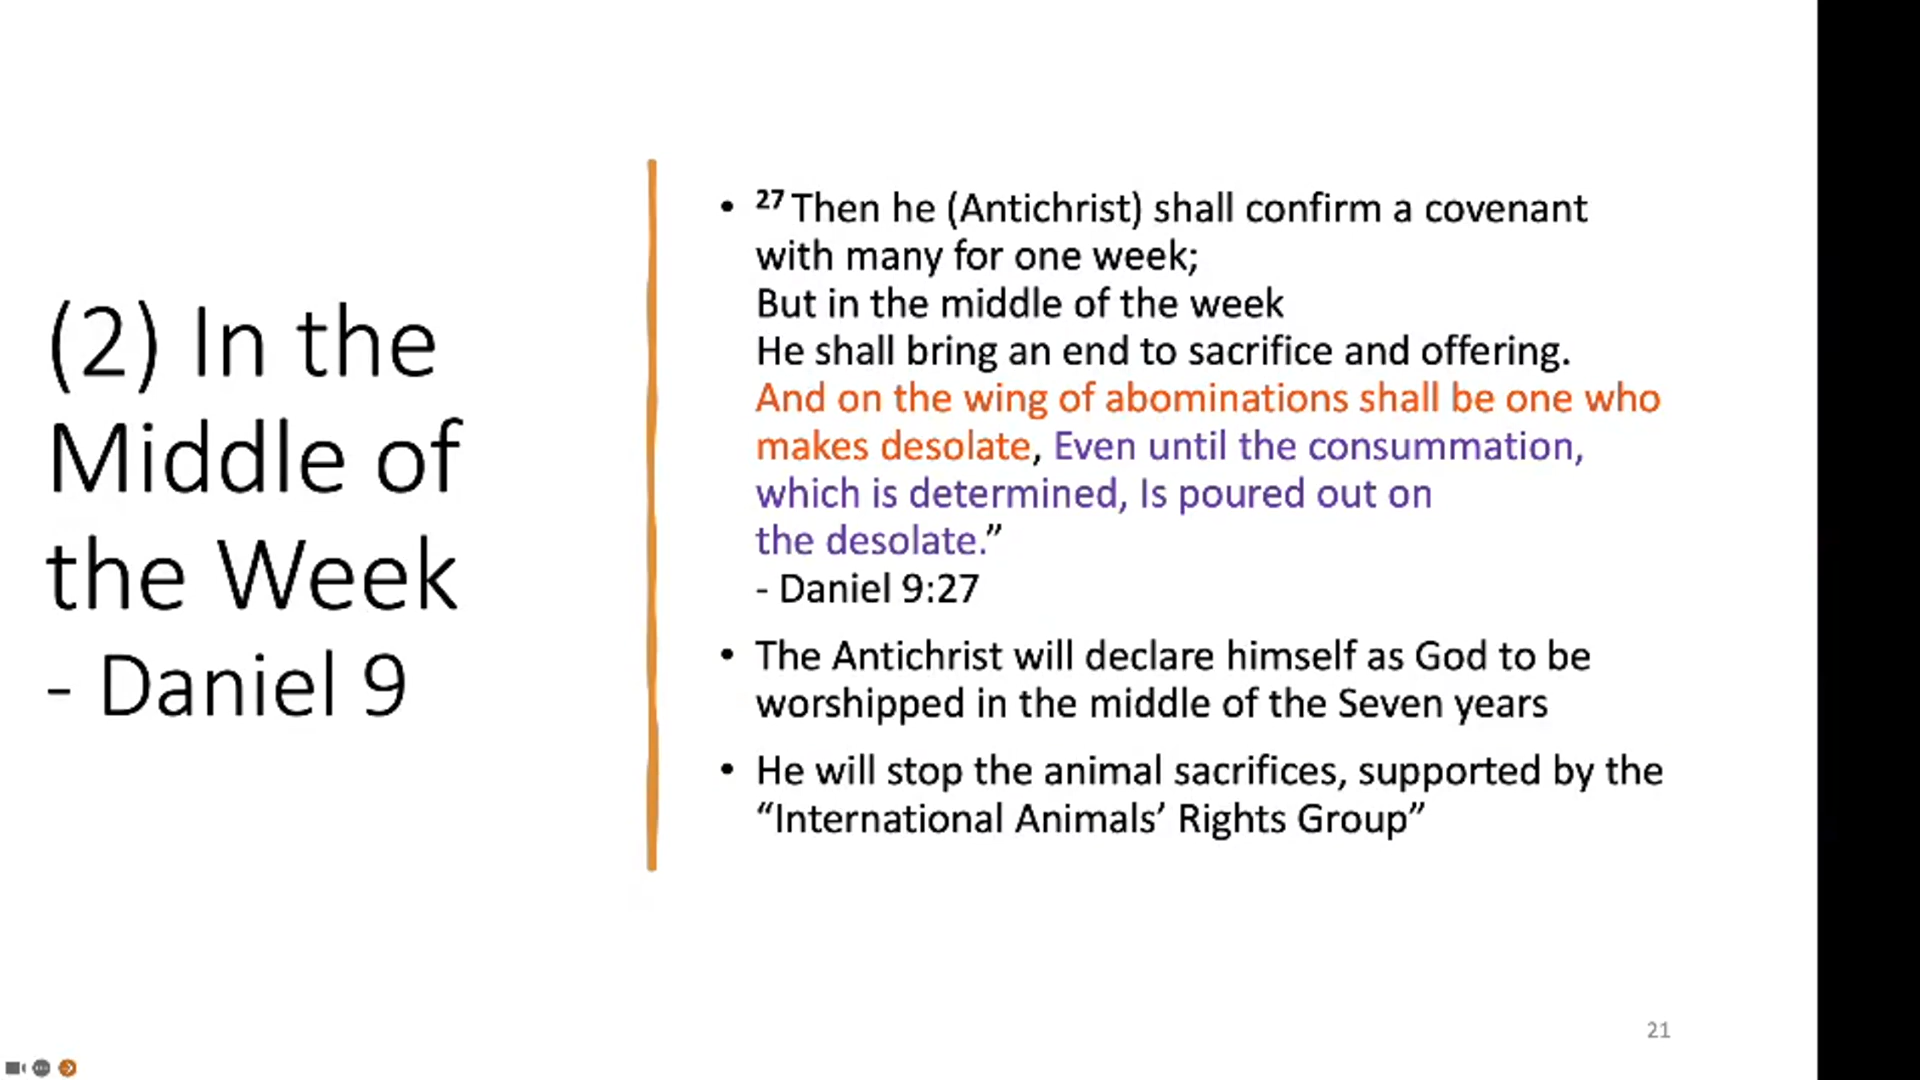 (2) In the
Middle of
the Week
- Daniel 9
• 27 Then he (Antichrist) shall confirm a covenant
with many for one week;
But in the middle of the week
He shall bring an end to sacrifice and offering.
And on the wing of abominations shall be one who
makes desolate, Even until the consummation,
which is determined, Is poured out on
the desolate.”
- Daniel 9:27
• The Antichrist will declare himself as God to be
worshipped in the middle of the Seven years
• He will stop the animal sacrifices, supported by the
“International Animals’ Rights Group”
21